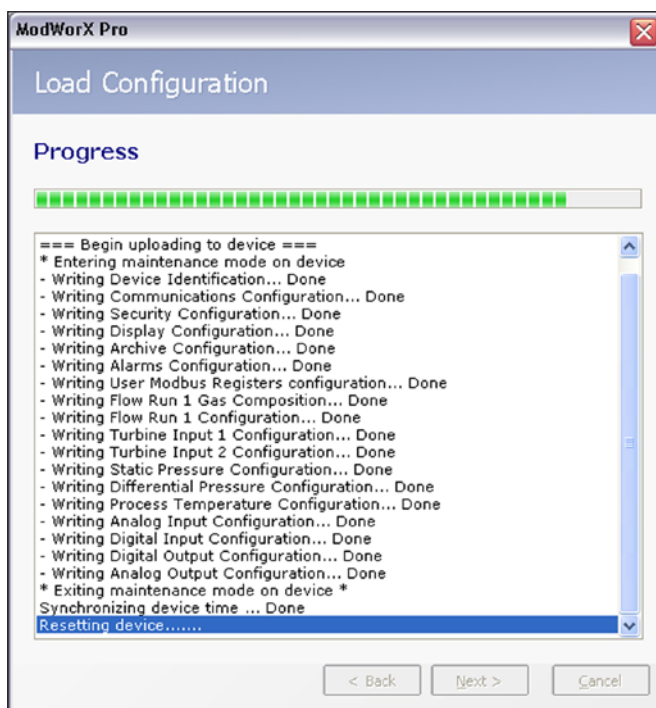 ModWorX Pro
Load Configuration
Progress
=== Begin uploading to device ===
* Entering maintenance mode on device
- Writing Device Identification... Done
- Writing Communications Configuration... Done
- Writing Security Configuration... Done
- Writing Display Configuration... Done
- Writing Archive Configuration... Done
- Writing Alarms Configuration... Done
- Writing User Modbus Registers configuration... Done
- Writing Flow Run 1 Gas Composition... Done
- Writing Flow Run 1 Configuration... Done
- Writing Turbine Input 1 Configuration... Done
- Writing Turbine Input 2 Configuration... Done
- Writing Static Pressure Configuration... Done
- Writing Differential Pressure Configuration... Done
- Writing Process Temperature Configuration... Done
- Writing Analog Input Configuration... Done
- Writing Digital Input Configuration... Done
- Writing Digital Output Configuration... Done
- Writing Analog Output Configuration... Done
* Exiting maintenance mode on device *
Synchronizing device time ... Done
Resetting device.......
< Back Next > Cancel